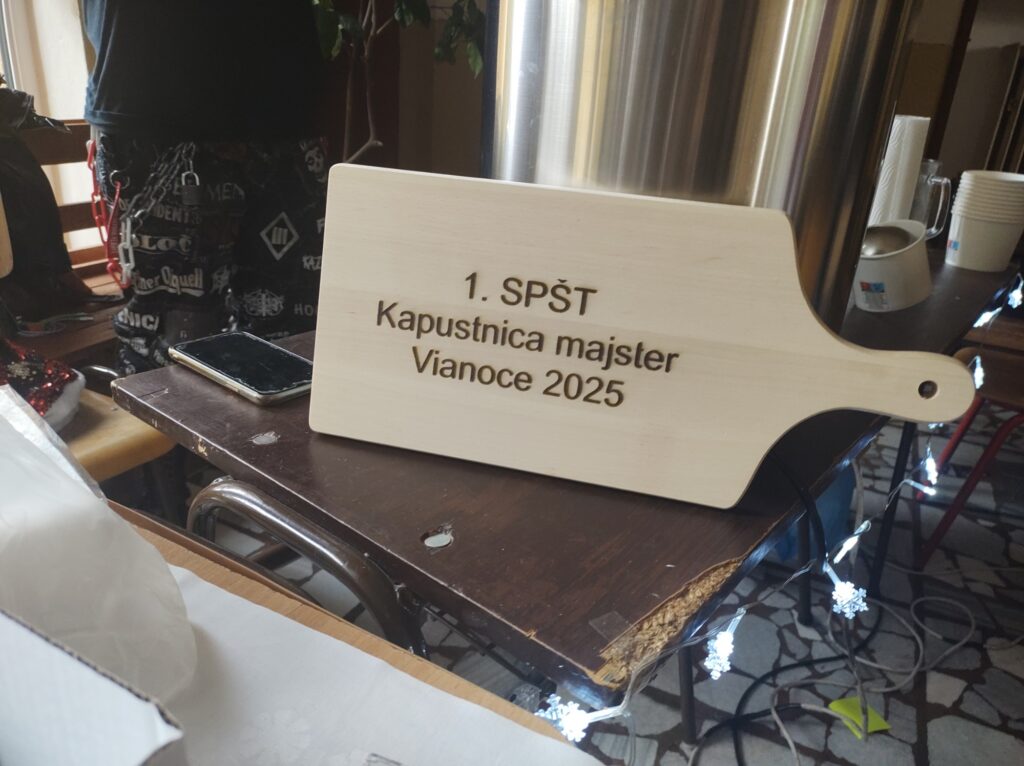 1. SPŠT
Kapustnica majster
Vianoce 2025